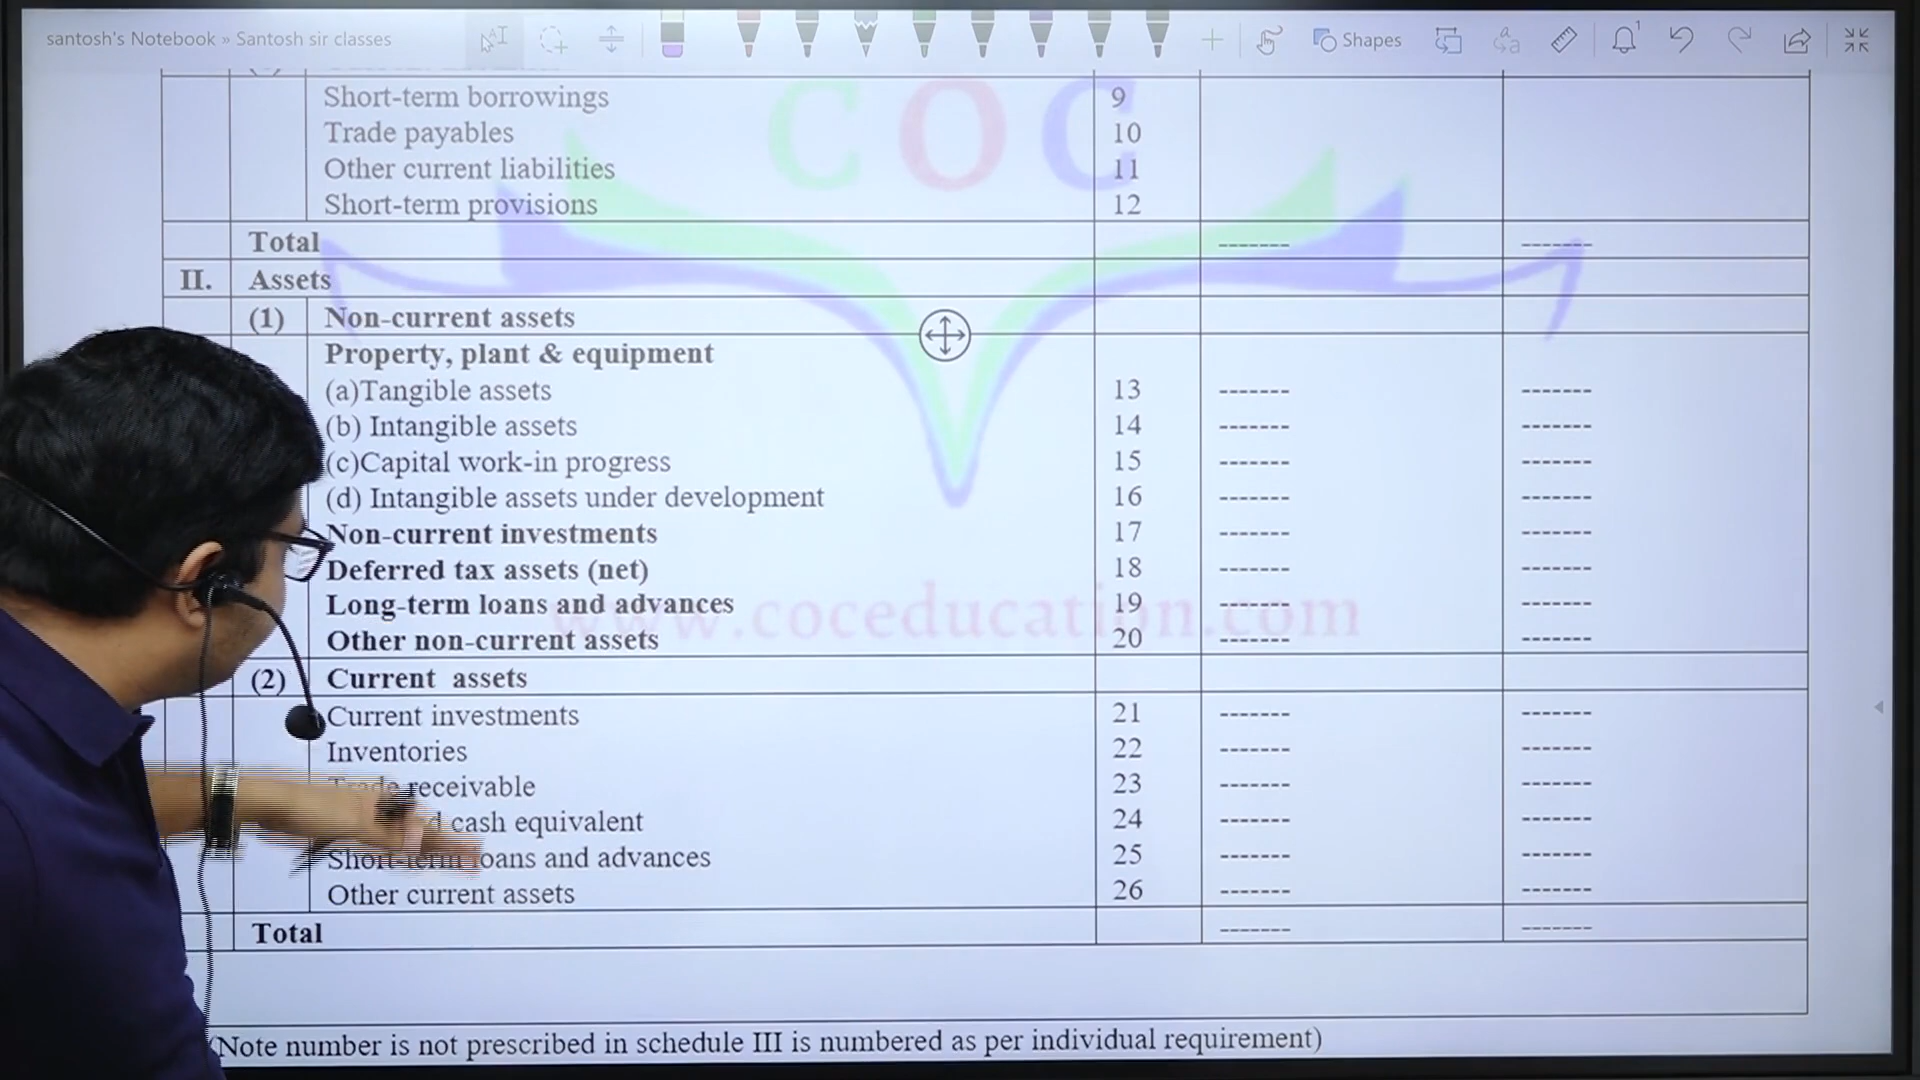 santosh's Notebook » Santosh sir classes
Shapes
1
C O C
Short-term borrowings 9
Trade payables 10
Other current liabilities 11
Short-term provisions 12
Total ------- -------
II. Assets
(1) Non-current assets
Property, plant & equipment
(a)Tangible assets 13 ------- -------
(b) Intangible assets 14 ------- -------
(c)Capital work-in progress 15 ------- -------
(d) Intangible assets under development 16 ------- -------
Non-current investments 17 ------- -------
Deferred tax assets (net) 18 ------- -------
Long-term loans and advances 19 ------- -------
www.coceducation.com
Other non-current assets 20 ------- -------
(2) Current assets
Current investments 21 ------- -------
Inventories 22 ------- -------
Trade receivable 23 ------- -------
cash equivalent 24 ------- -------
Short-term loans and advances 25 ------- -------
Other current assets 26 ------- -------
Total ------- -------
(Note number is not prescribed in schedule III is numbered as per individual requirement)